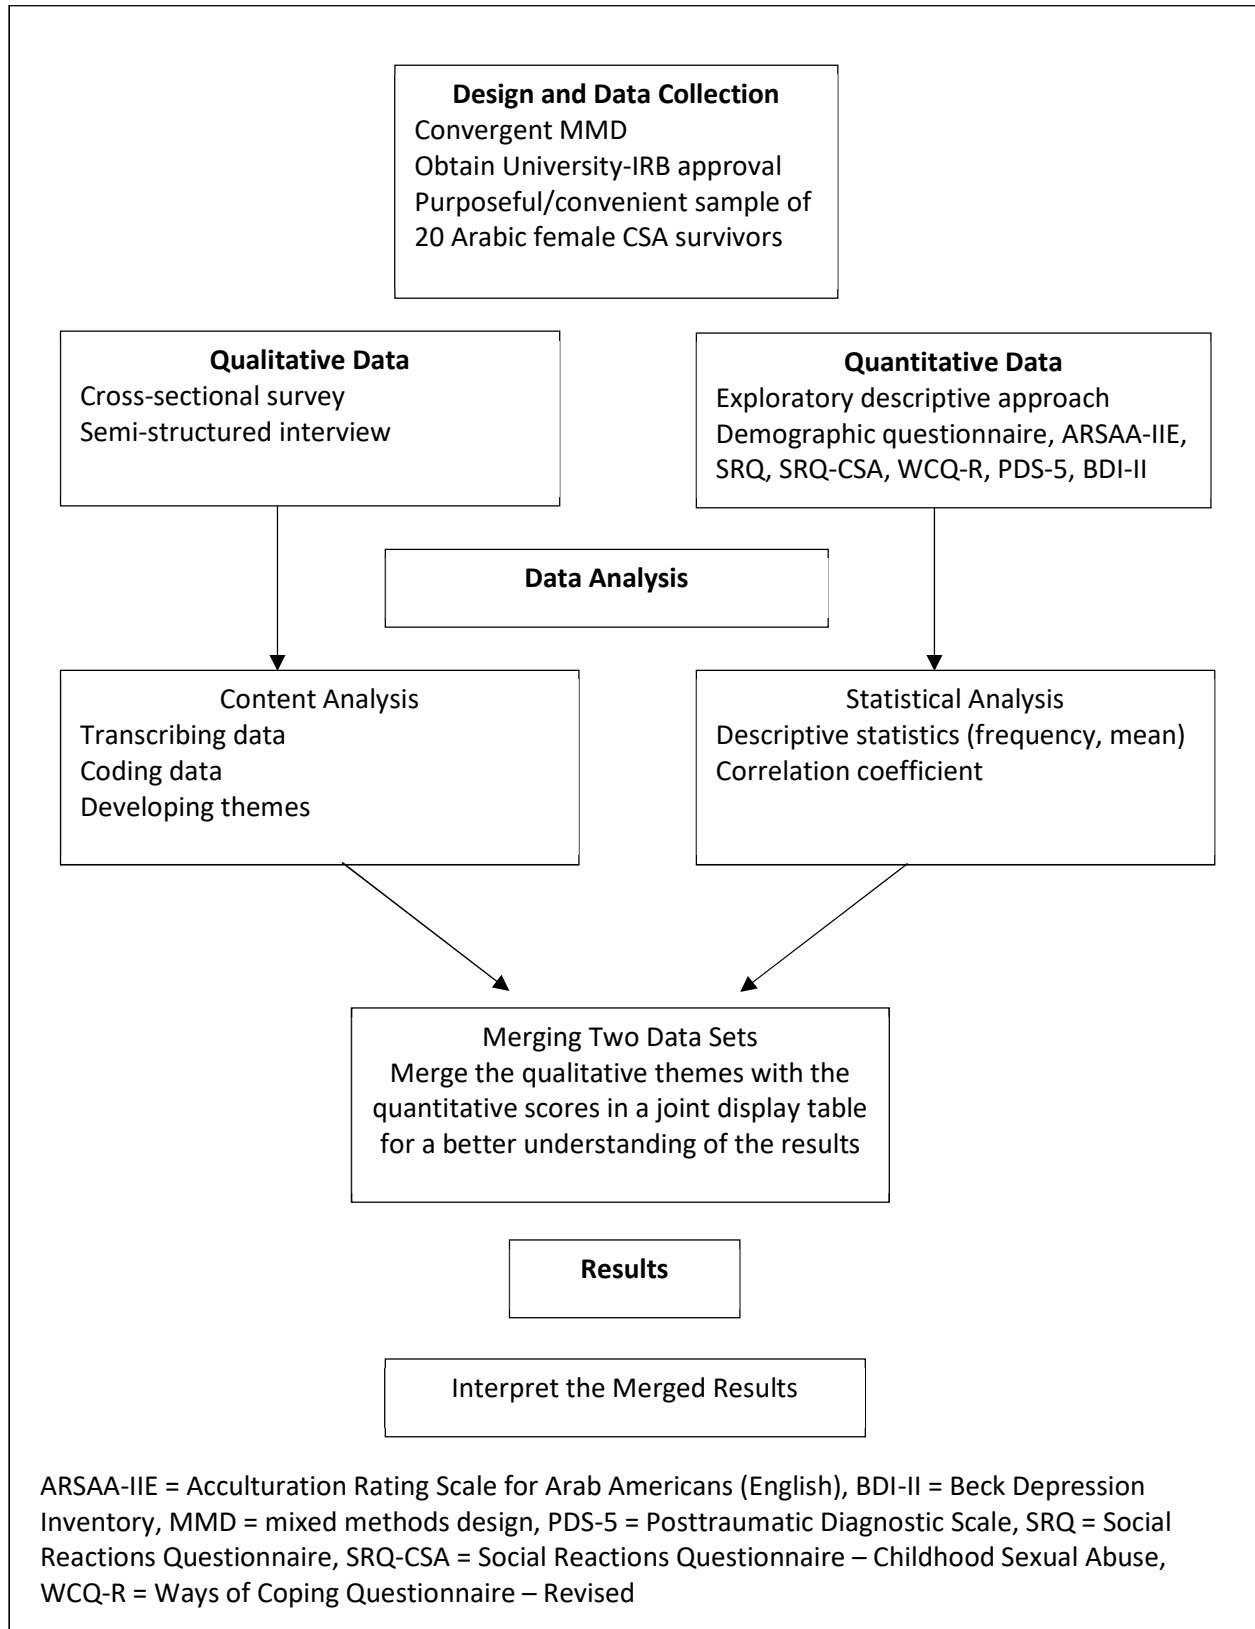 Design and Data Collection
Convergent MMD
Obtain University-IRB approval
Purposeful/convenient sample of
20 Arabic female CSA survivors
Qualitative Data
Cross-sectional survey
Semi-structured interview
Quantitative Data
Exploratory descriptive approach
Demographic questionnaire, ARSAA-IIE,
SRQ, SRQ-CSA, WCQ-R, PDS-5, BDI-II
Data Analysis
Content Analysis
Transcribing data
Coding data
Developing themes
Statistical Analysis
Descriptive statistics (frequency, mean)
Correlation coefficient
Merging Two Data Sets
Merge the qualitative themes with the
quantitative scores in a joint display table
for a better understanding of the results
Results
Interpret the Merged Results
ARSAA-IIE = Acculturation Rating Scale for Arab Americans (English), BDI-II = Beck Depression
Inventory, MMD = mixed methods design, PDS-5 = Posttraumatic Diagnostic Scale, SRQ = Social
Reactions Questionnaire, SRQ-CSA = Social Reactions Questionnaire – Childhood Sexual Abuse,
WCQ-R = Ways of Coping Questionnaire – Revised